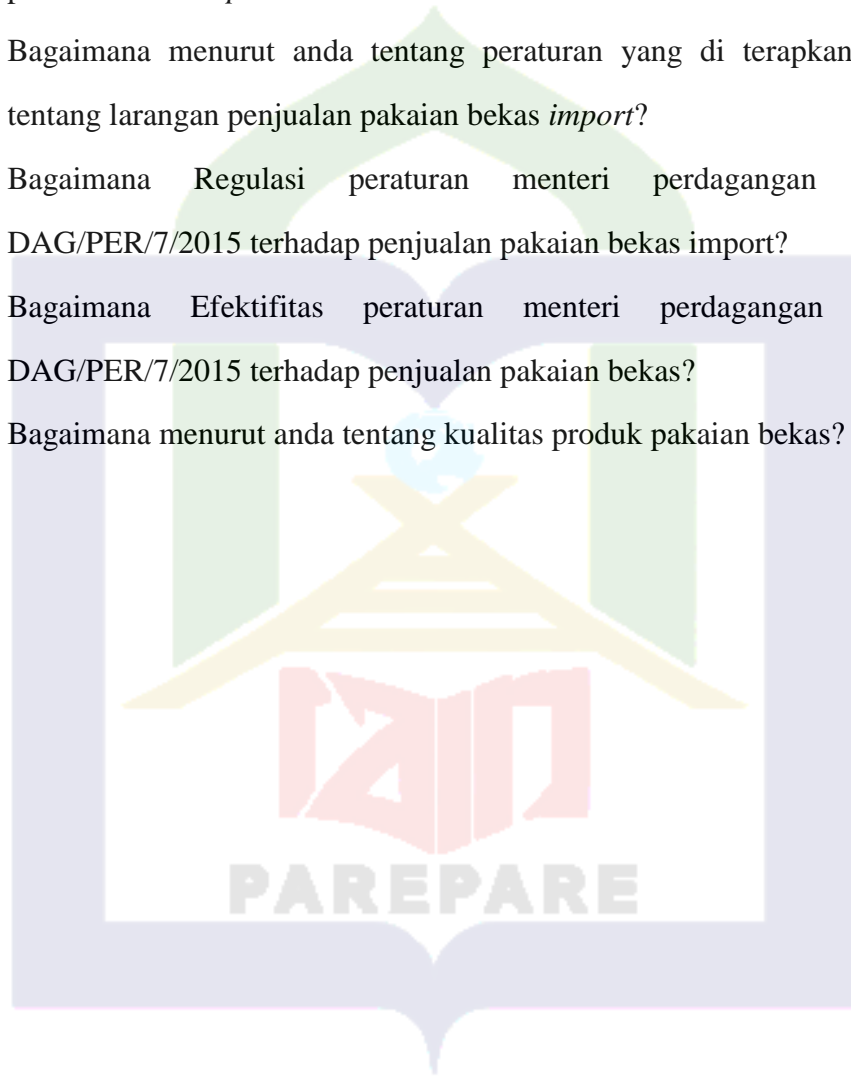 Bagaimana menurut anda tentang peraturan yang di terapkan
tentang larangan penjualan pakaian bekas import?
Bagaimana Regulasi peraturan menteri perdagangan
DAG/PER/7/2015 terhadap penjualan pakaian bekas import?
Bagaimana Efektifitas peraturan menteri perdagangan
DAG/PER/7/2015 terhadap penjualan pakaian bekas?
Bagaimana menurut anda tentang kualitas produk pakaian bekas?
iain
PAREPARE